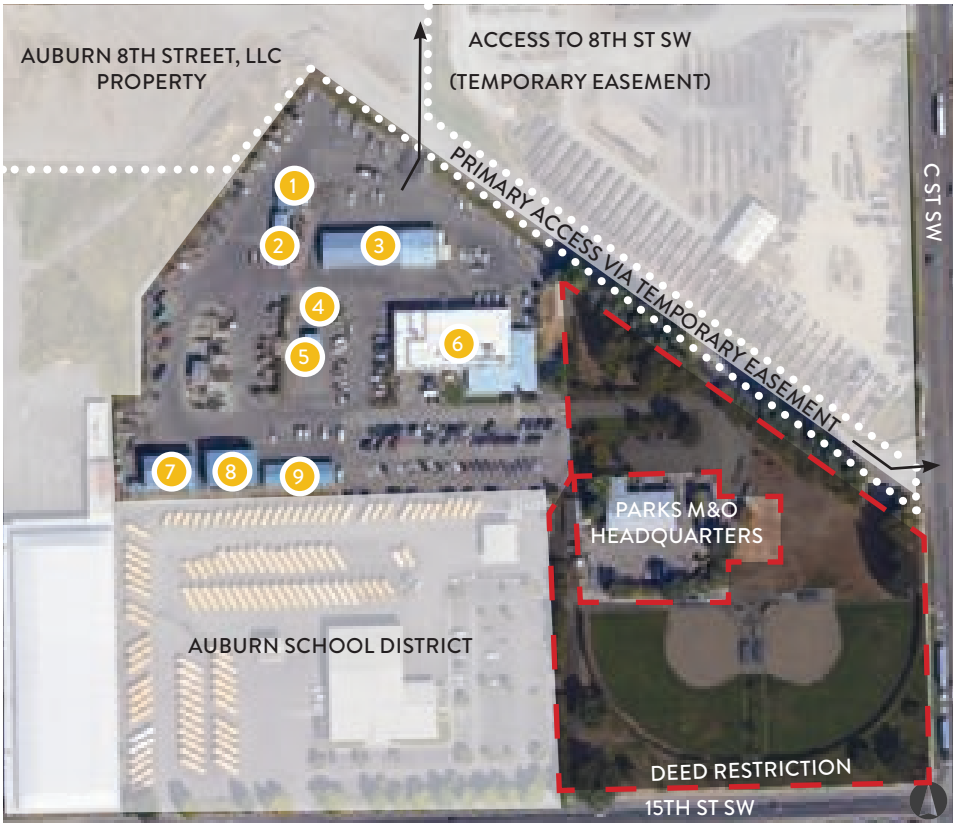 AUBURN 8TH STREET, LLC
PROPERTY
ACCESS TO 8TH ST SW
(TEMPORARY EASEMENT)
PRIMARY ACCESS VIA TEMPORARY EASEMENT
C ST SW
1
2
3
4
5
6
7
8
9
PARKS M&O
HEADQUARTERS
AUBURN SCHOOL DISTRICT
DEED RESTRICTION
15TH ST SW